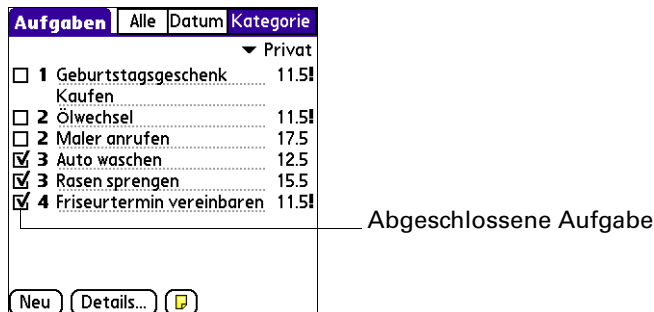 Aufgaben Alle Datum Kategorie
Privat
1 Geburtstagsgeschenk 11.5!
Kaufen
2 Ölwechsel 11.5!
2 Maler anrufen 17.5
3 Auto waschen 12.5
3 Rasen sprengen 15.5
4 Friseurtermin vereinbaren 11.5!
Abgeschlossene Aufgabe
Neu Details...